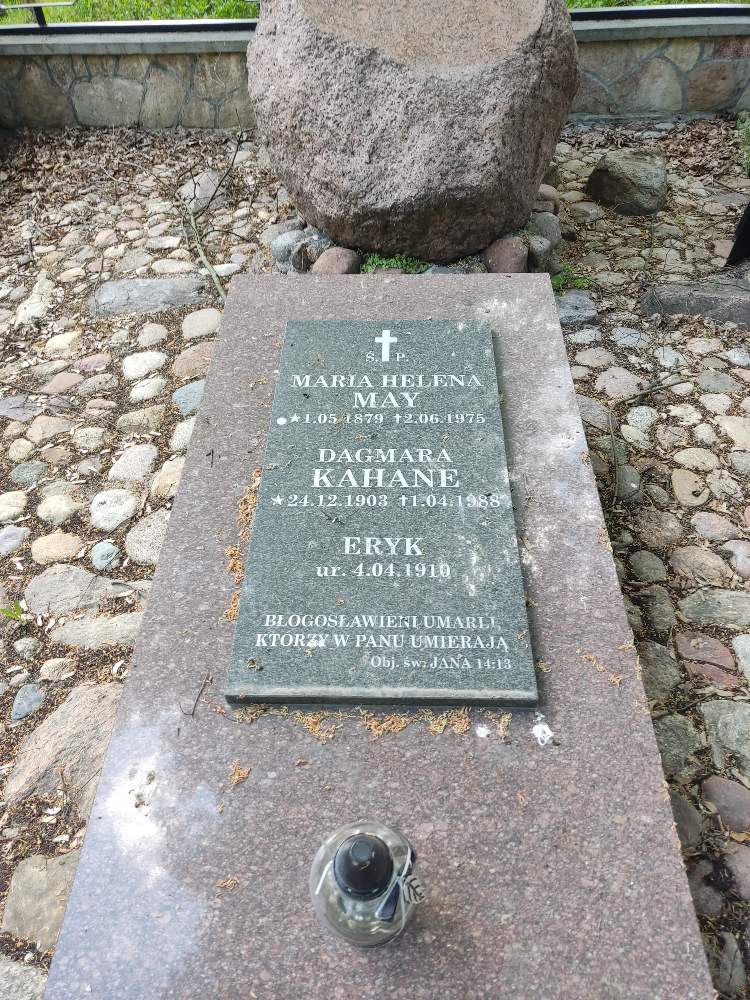 Ś. P.
MARIA HELENA
MAY
★1.05.1879 †2.06.1975
DAGMARA
KAHANE
★24.12.1903 †1.04.1988
ERYK
ur. 4.04.1910
BŁOGOSŁAWIENI UMARLI,
KTÓRZY W PANU UMIERAJĄ
Obj. św. JANA 14:13